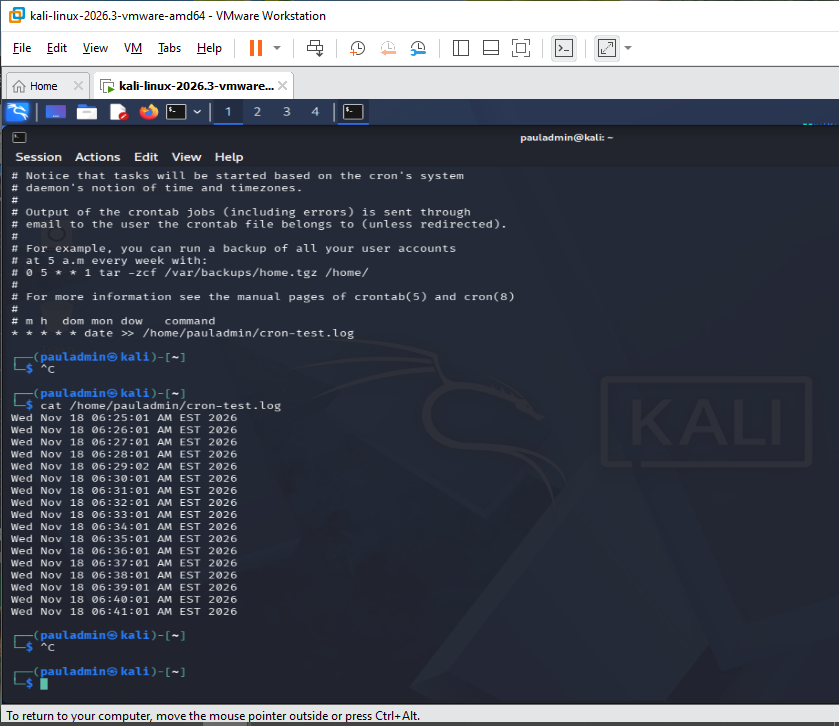 kali-linux-2026.3-vmware-amd64 - VMware Workstation
File Edit View VM Tabs Help
Home kali-linux-2026.3-vmware...
1 2 3 4
pauladmin@kali: ~
Session Actions Edit View Help
# Notice that tasks will be started based on the cron's system
# daemon's notion of time and timezones.
#
# Output of the crontab jobs (including errors) is sent through
# email to the user the crontab file belongs to (unless redirected).
#
# For example, you can run a backup of all your user accounts
# at 5 a.m every week with:
# 0 5 * * 1 tar -zcf /var/backups/home.tgz /home/
#
# For more information see the manual pages of crontab(5) and cron(8)
#
# m h  dom mon dow   command
* * * * * date >> /home/pauladmin/cron-test.log
┌──(pauladmin㉿kali)-[~]
└─$ ^C
┌──(pauladmin㉿kali)-[~]
└─$ cat /home/pauladmin/cron-test.log
Wed Nov 18 06:25:01 AM EST 2026
Wed Nov 18 06:26:01 AM EST 2026
Wed Nov 18 06:27:01 AM EST 2026
Wed Nov 18 06:28:01 AM EST 2026
Wed Nov 18 06:29:02 AM EST 2026
Wed Nov 18 06:30:01 AM EST 2026
Wed Nov 18 06:31:01 AM EST 2026
Wed Nov 18 06:32:01 AM EST 2026
Wed Nov 18 06:33:01 AM EST 2026
Wed Nov 18 06:34:01 AM EST 2026
Wed Nov 18 06:35:01 AM EST 2026
Wed Nov 18 06:36:01 AM EST 2026
Wed Nov 18 06:37:01 AM EST 2026
Wed Nov 18 06:38:01 AM EST 2026
Wed Nov 18 06:39:01 AM EST 2026
Wed Nov 18 06:40:01 AM EST 2026
Wed Nov 18 06:41:01 AM EST 2026
┌──(pauladmin㉿kali)-[~]
└─$ ^C
┌──(pauladmin㉿kali)-[~]
└─$
KALI
To return to your computer, move the mouse pointer outside or press Ctrl+Alt.